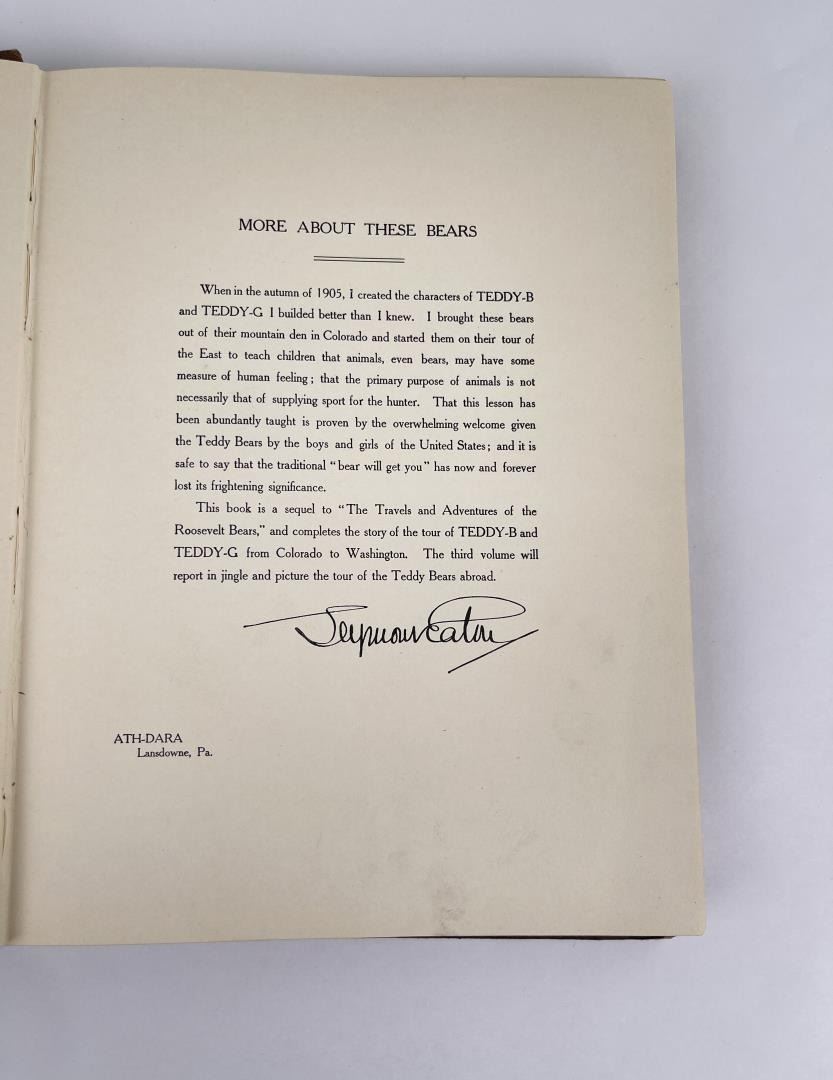 MORE ABOUT THESE BEARS
When in the autumn of 1905, I created the characters of TEDDY-B
and TEDDY-G I builded better than I knew. I brought these bears
out of their mountain den in Colorado and started them on their tour of
the East to teach children that animals, even bears, may have some
measure of human feeling; that the primary purpose of animals is not
necessarily that of supplying sport for the hunter. That this lesson has
been abundantly taught is proven by the overwhelming welcome given
the Teddy Bears by the boys and girls of the United States; and it is
safe to say that the traditional "bear will get you" has now and forever
lost its frightening significance.
This book is a sequel to "The Travels and Adventures of the
Roosevelt Bears," and completes the story of the tour of TEDDY-B and
TEDDY-G from Colorado to Washington. The third volume will
report in jingle and picture the tour of the Teddy Bears abroad.
Seymour Eaton
ATH-DARA
Lansdowne, Pa.